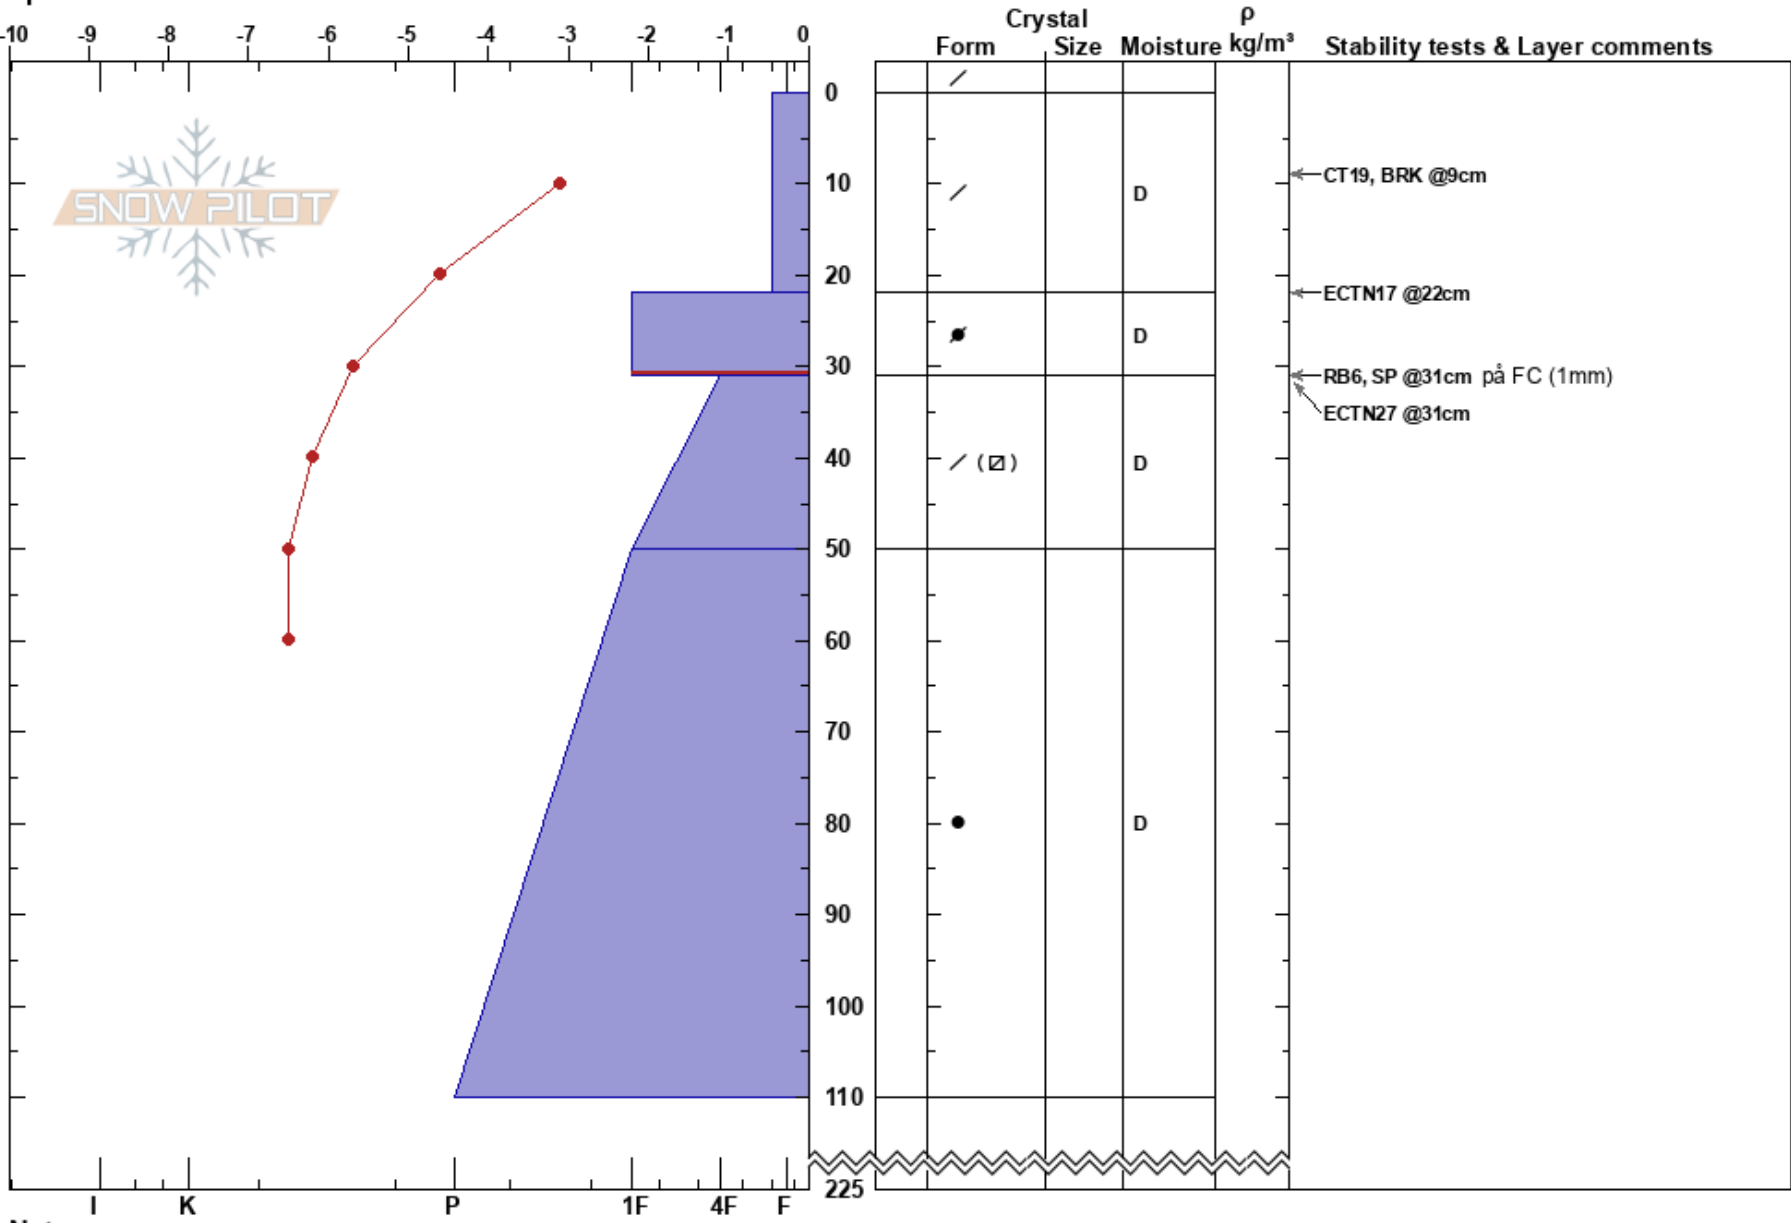 -10 -9 -8 -7 -6 -5 -4 -3 -2 -1 0
Crystal ρ
Form Size Moisture kg/m³ Stability tests & Layer comments
0
10
20
30
40
50
60
70
80
90
100
110
225
SNOW PILOT
D
D
( ) D
D
CT19, BRK @9cm
ECTN17 @22cm
RB6, SP @31cm på FC (1mm)
ECTN27 @31cm
I K P 1F 4F F